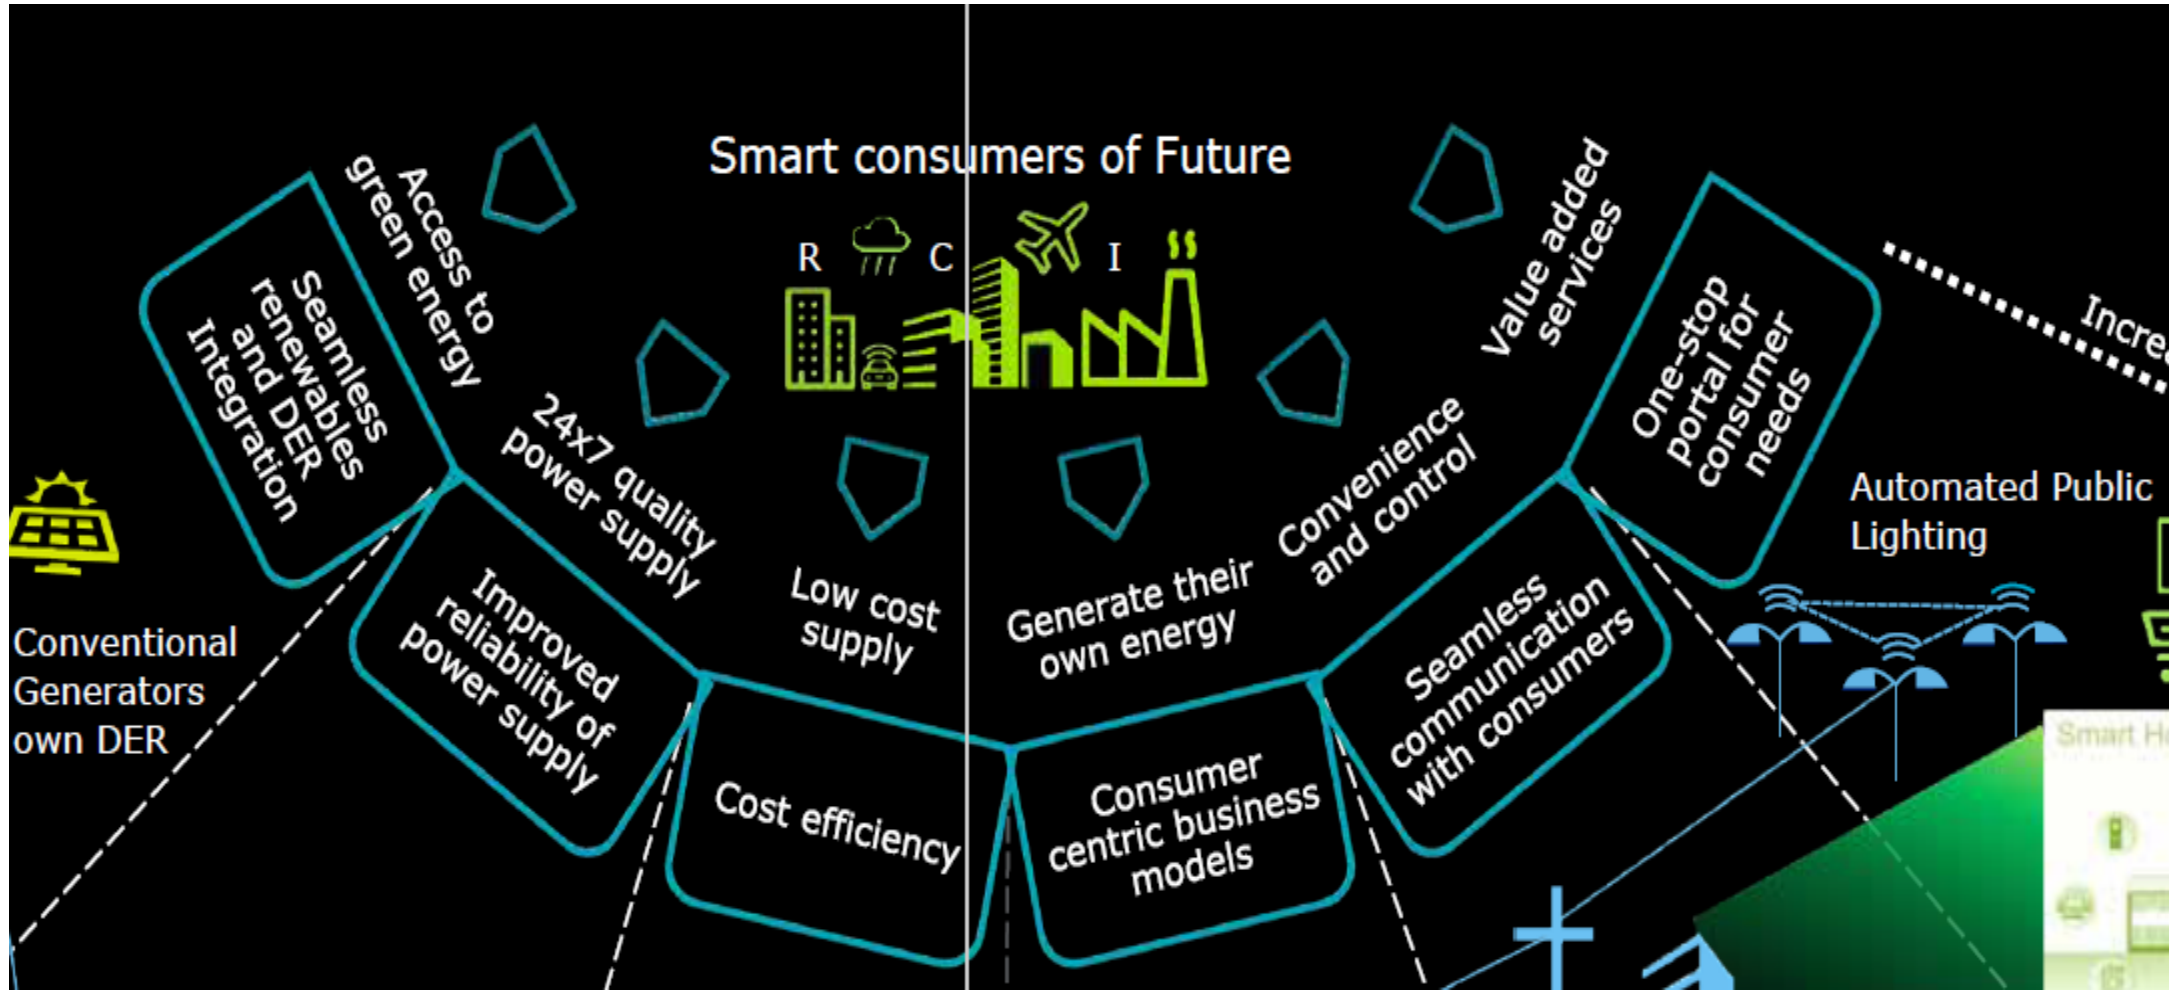 Smart consumers of Future
R
C
I
Access to
green energy
24x7 quality
power supply
Low cost
supply
Generate their
own energy
Convenience
and control
Value added
services
Seamless
renewables
and DER
Integration
Improved
reliability of
power supply
Cost efficiency
Consumer
centric business
models
Seamless
communication
with consumers
One-stop
portal for
consumer
needs
Conventional
Generators
own DER
Automated Public
Lighting
Increa
Smart Ho